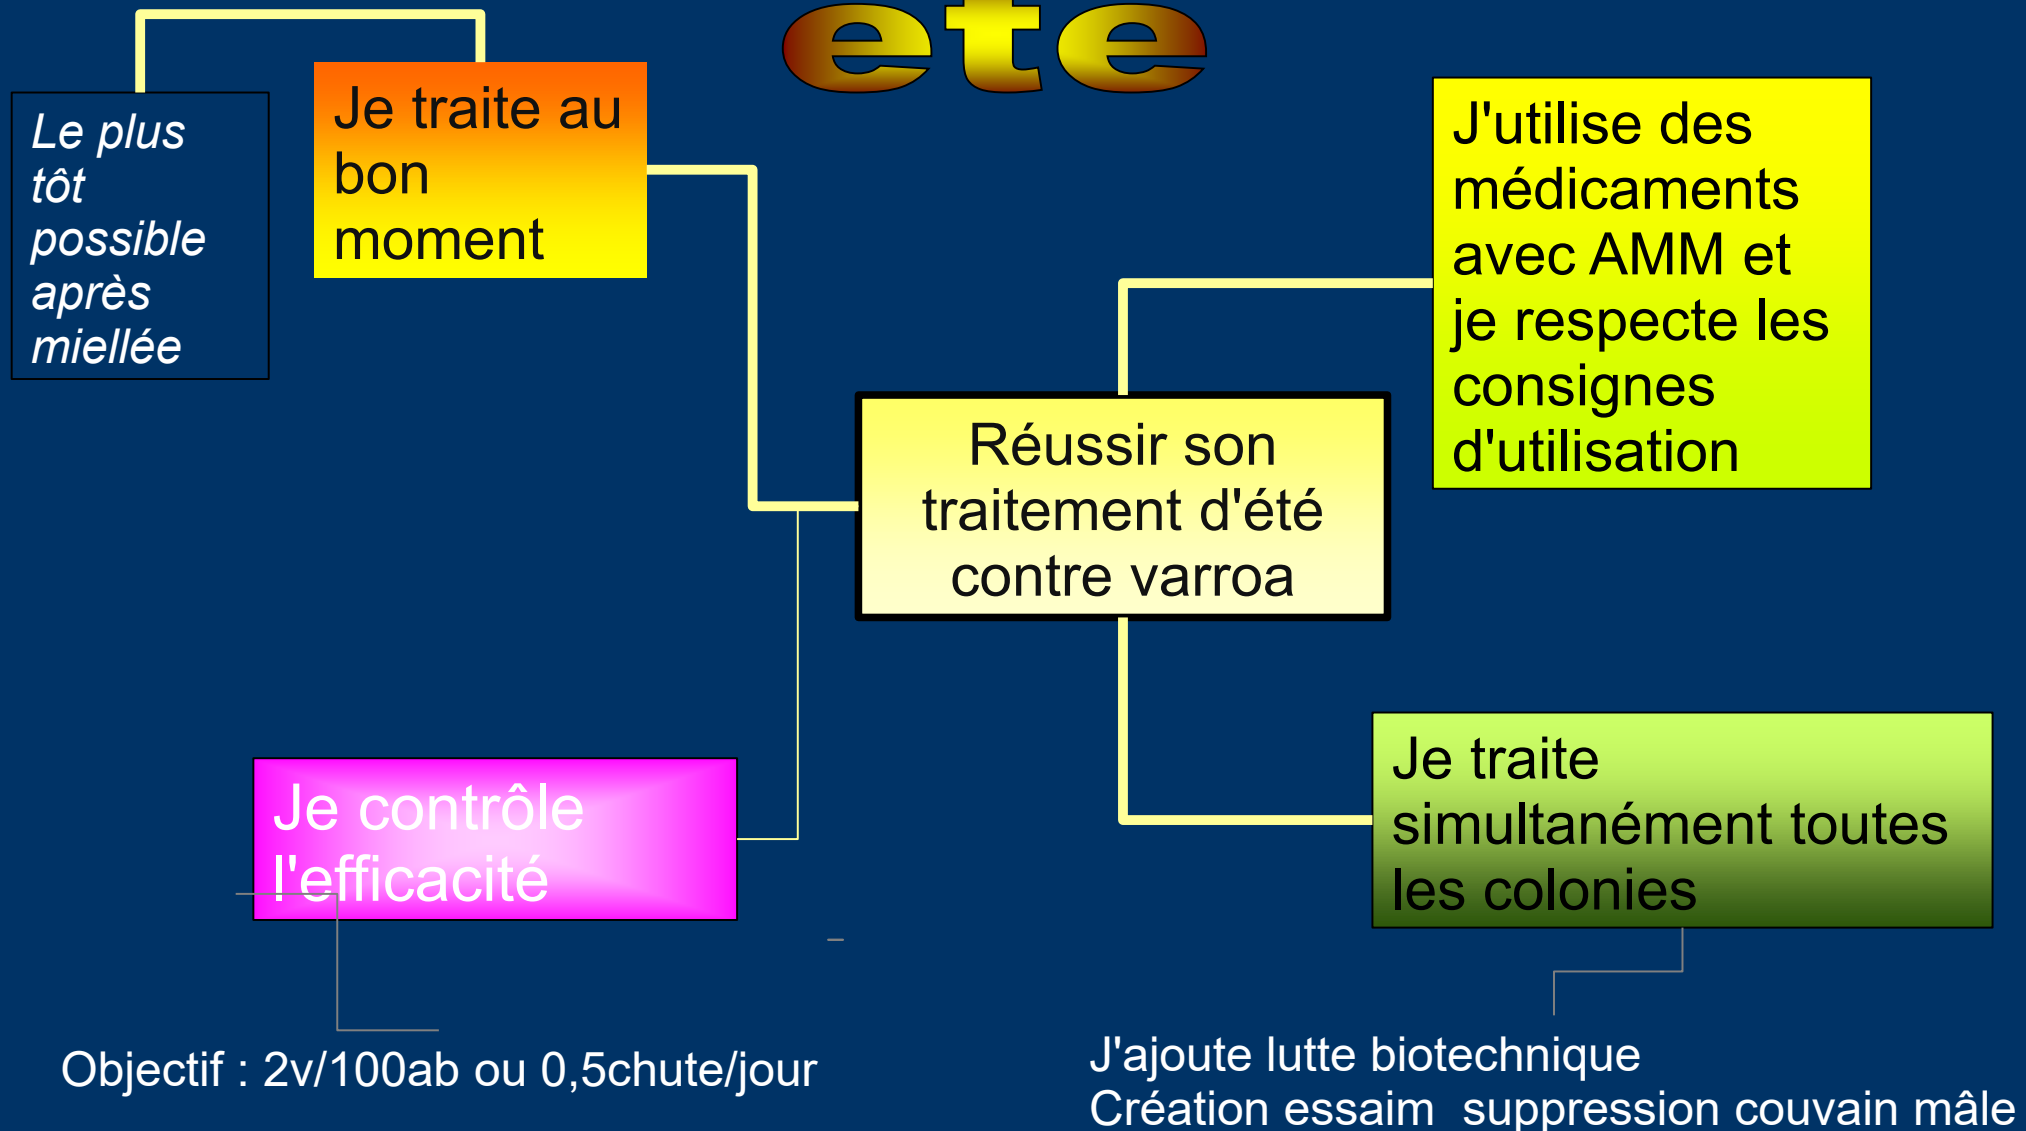 ete
Le plus
tôt
possible
après
miellée
Je traite au
bon
moment
J'utilise des
médicaments
avec AMM et
je respecte les
consignes
d'utilisation
Réussir son
traitement d'été
contre varroa
Je contrôle
l'efficacité
Je traite
simultanément toutes
les colonies
Objectif : 2v/100ab ou 0,5chute/jour
J'ajoute lutte biotechnique
Création essaim  suppression couvain mâle